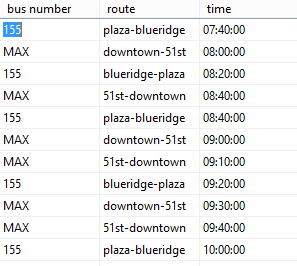 bus number route time
155 plaza-blueridge 07:40:00
MAX downtown-51st 08:00:00
155 blueridge-plaza 08:20:00
MAX 51st-downtown 08:40:00
155 plaza-blueridge 08:40:00
MAX downtown-51st 09:00:00
MAX 51st-downtown 09:10:00
155 blueridge-plaza 09:20:00
MAX downtown-51st 09:30:00
MAX 51st-downtown 09:40:00
155 plaza-blueridge 10:00:00